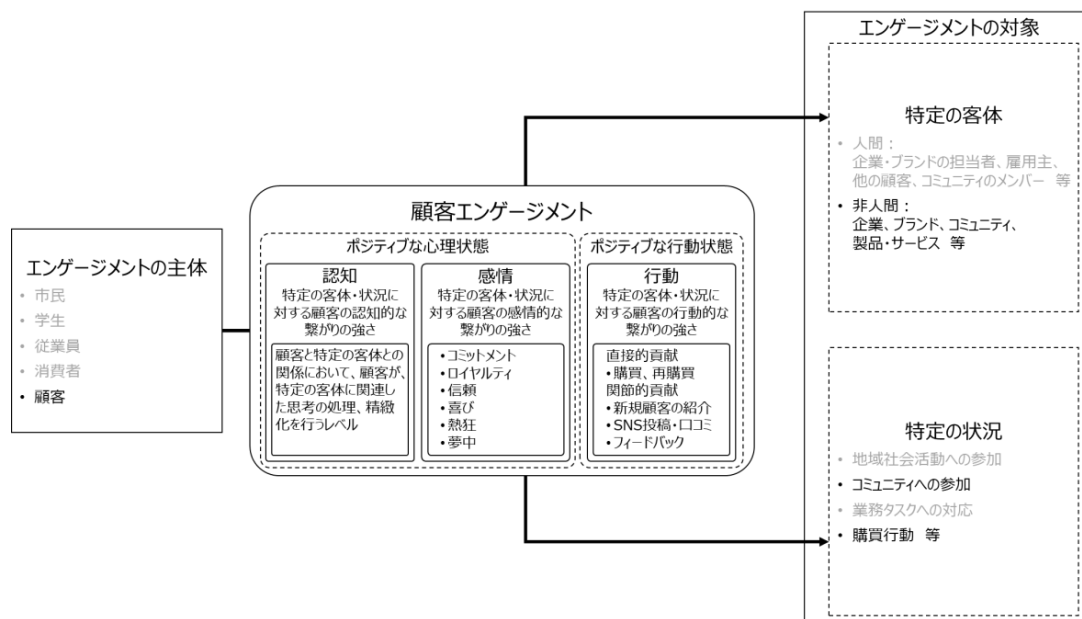 エンゲージメントの主体
• 市民
• 学生
• 従業員
• 消費者
• 顧客
顧客エンゲージメント
ポジティブな心理状態
認知
特定の客体・状況に
対する顧客の認知的な
繋がりの強さ
顧客と特定の客体との
関係において、顧客が、
特定の客体に関連し
た思考の処理、精緻
化を行うレベル
感情
特定の客体・状況に
対する顧客の感情的な
繋がりの強さ
• コミットメント
• ロイヤルティ
• 信頼
• 喜び
• 熱狂
• 夢中
ポジティブな行動状態
行動
特定の客体・状況に
対する顧客の行動的な
繋がりの強さ
直接的貢献
• 購買、再購買
関節的貢献
• 新規顧客の紹介
• SNS投稿・口コミ
• フィードバック
エンゲージメントの対象
特定の客体
• 人間：
企業・ブランドの担当者、雇用主、
他の顧客、コミュニティのメンバー 等
• 非人間：
企業、ブランド、コミュニティ、
製品・サービス 等
特定の状況
• 地域社会活動への参加
• コミュニティへの参加
• 業務タスクへの対応
• 購買行動 等